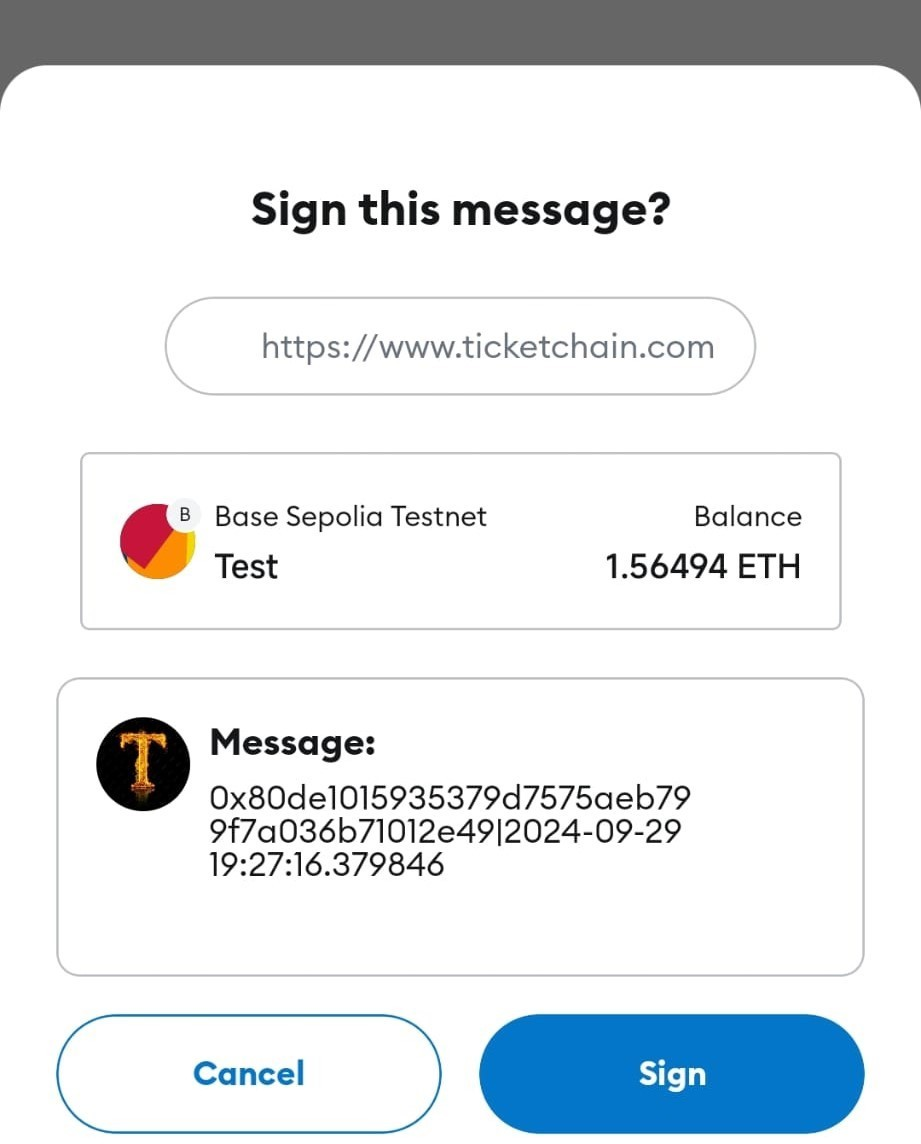 Sign this message?
https://www.ticketchain.com
B
Base Sepolia Testnet
Balance
Test
1.56494 ETH
T
Message:
0x80de1015935379d7575aeb79
9f7a036b71012e49|2024-09-29
19:27:16.379846
Cancel
Sign